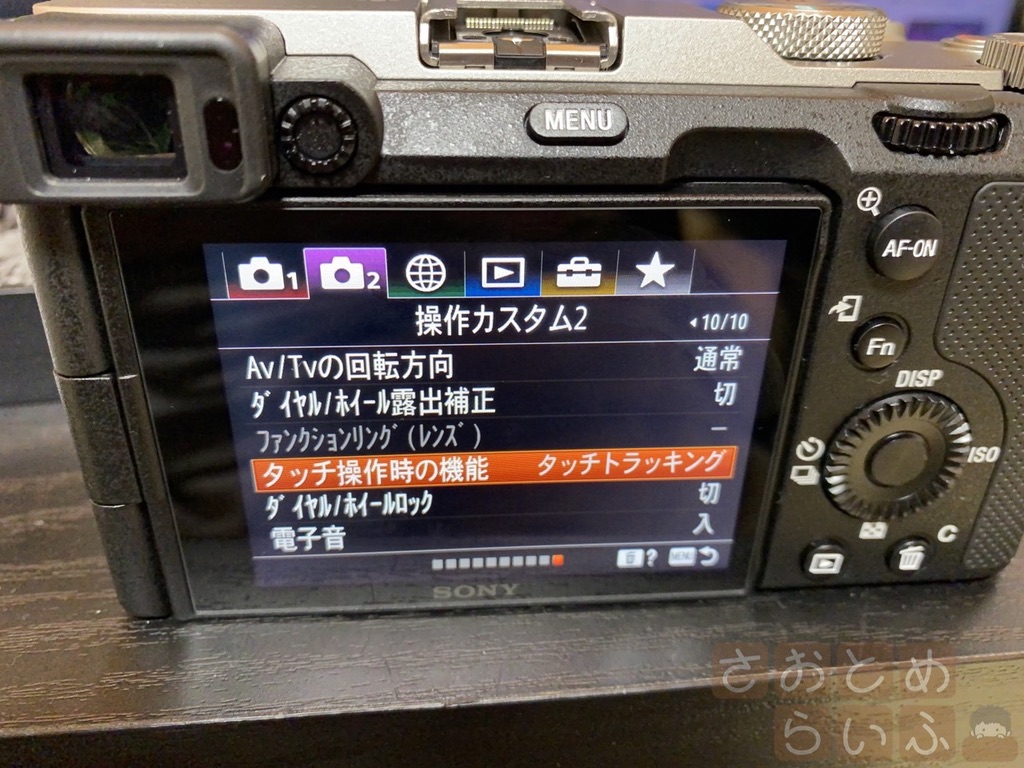 MENU
AF-ON
Fn
DISP
ISO
C
1
2
操作カスタム2
10/10
Av/Tvの回転方向 通常
ダイヤル/ホイール露出補正 切
ファンクションリング(レンズ) −
タッチ操作時の機能 タッチトラッキング
ダイヤル/ホイールロック 切
電子音 入
? MENU
SONY
さおとめ
らいふ